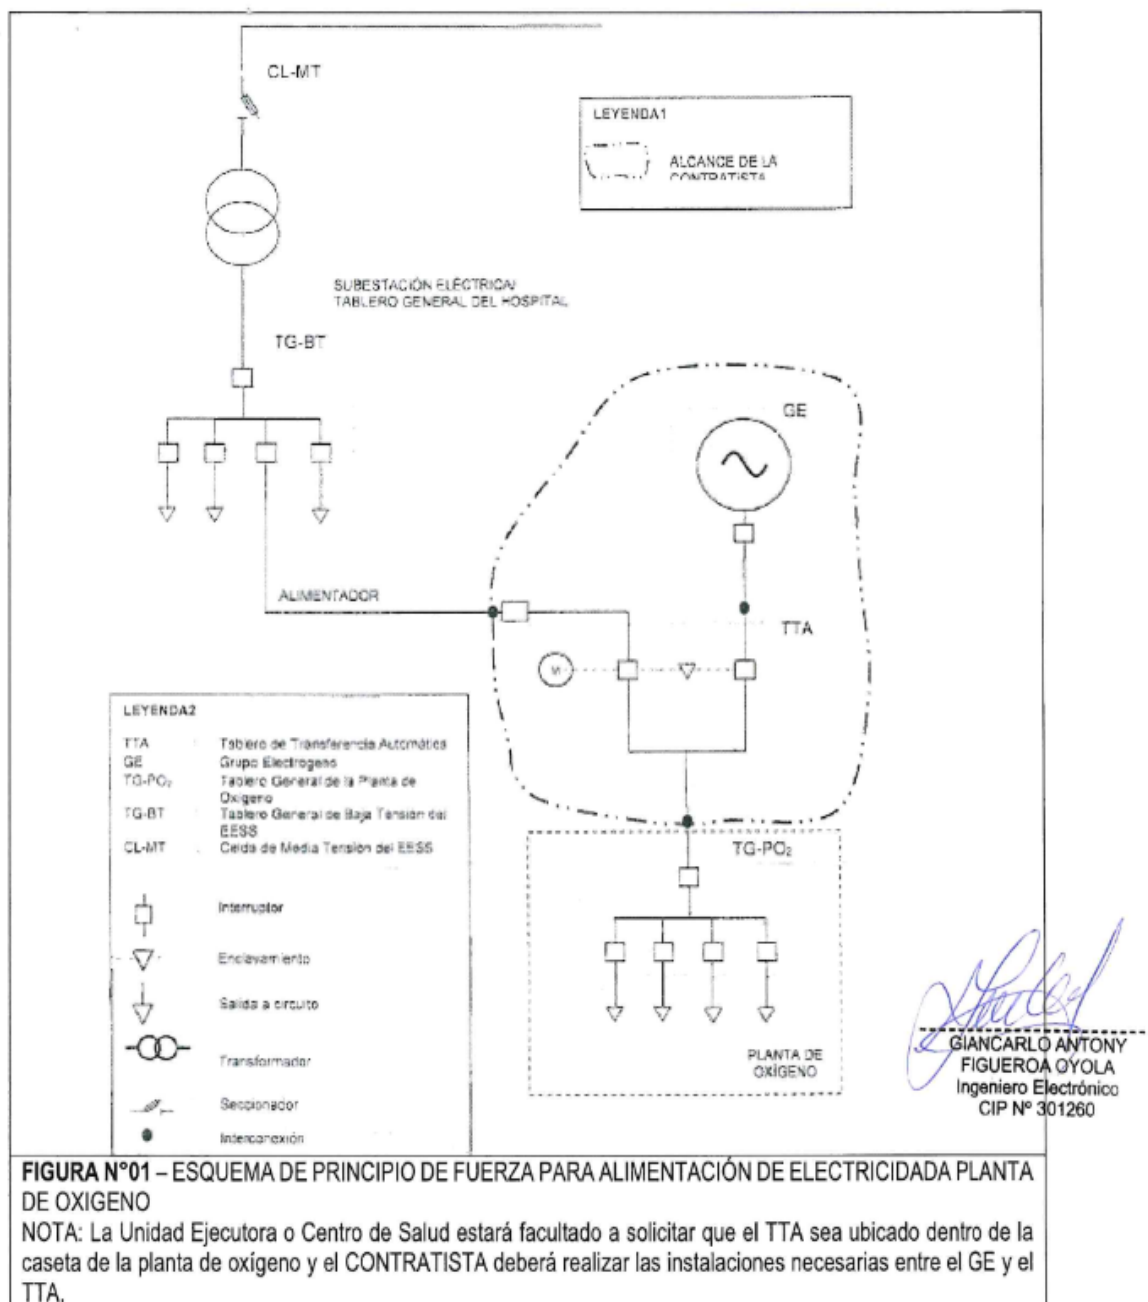 CL-MT
LEYENDA1
ALCANCE DE LA
CONTRATISTA
SUBESTACIÓN ELÉCTRICA/
TABLERO GENERAL DEL HOSPITAL
TG-BT
GE
ALIMENTADOR
TTA
M
LEYENDA2
TTA : Tablero de Transferencia Automática
GE : Grupo Electrogeno
TG-PO₂ : Tablero General de la Planta de
Oxigeno
TG-BT : Tablero General de Baja Tensión del
EESS
CL-MT : Celda de Media Tensión del EESS
Interruptor
Enclavamiento
Salida a circuito
Transformador
Seccionador
Interconexión
TG-PO₂
PLANTA DE
OXÍGENO
GIANCARLO ANTONY
FIGUEROA OYOLA
Ingeniero Electrónico
CIP Nº 301260
FIGURA N°01 – ESQUEMA DE PRINCIPIO DE FUERZA PARA ALIMENTACIÓN DE ELECTRICIDADA PLANTA
DE OXIGENO
NOTA: La Unidad Ejecutora o Centro de Salud estará facultado a solicitar que el TTA sea ubicado dentro de la
caseta de la planta de oxígeno y el CONTRATISTA deberá realizar las instalaciones necesarias entre el GE y el
TTA.